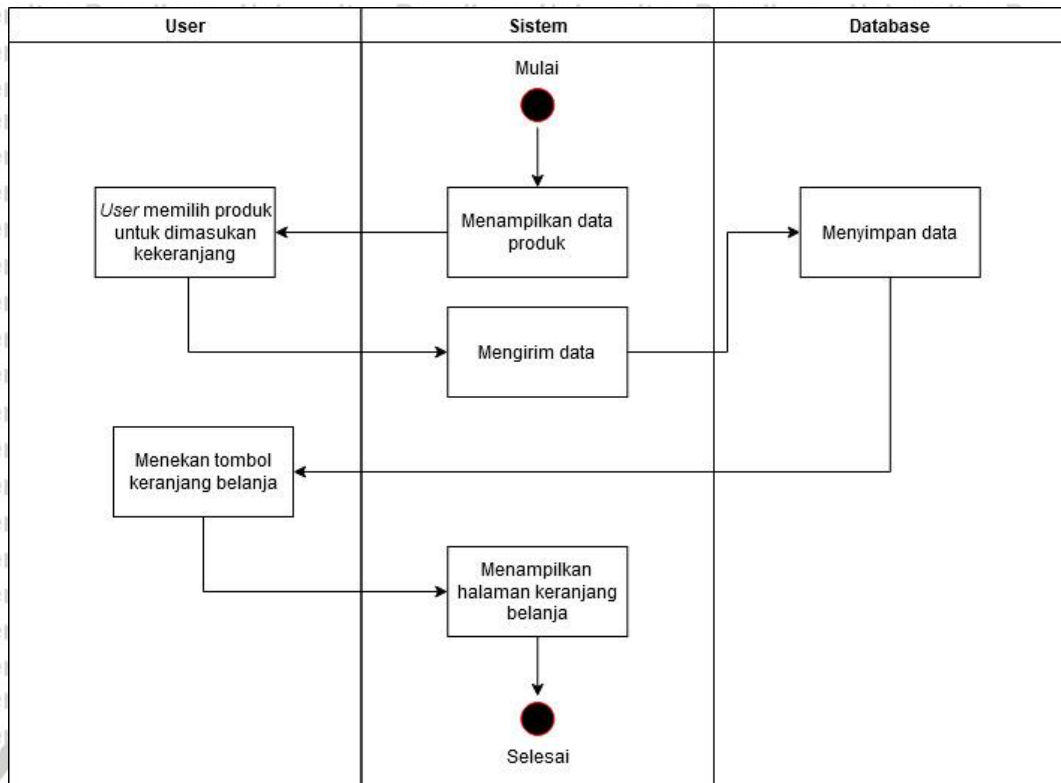 User
Sistem
Database
Mulai
User memilih produk
untuk dimasukan
kekeranjang
Menampilkan data
produk
Menyimpan data
Mengirim data
Menekan tombol
keranjang belanja
Menampilkan
halaman keranjang
belanja
Selesai